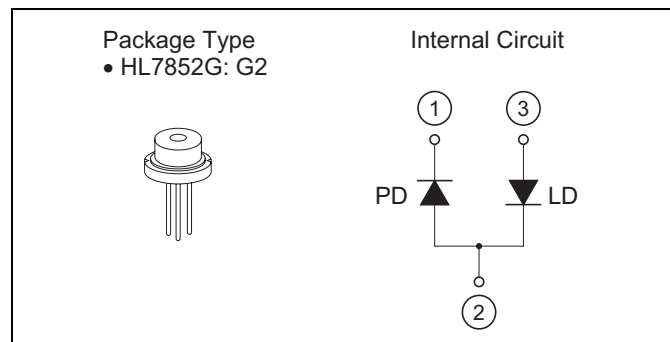 Package Type
• HL7852G: G2
Internal Circuit
1
3
PD
LD
2